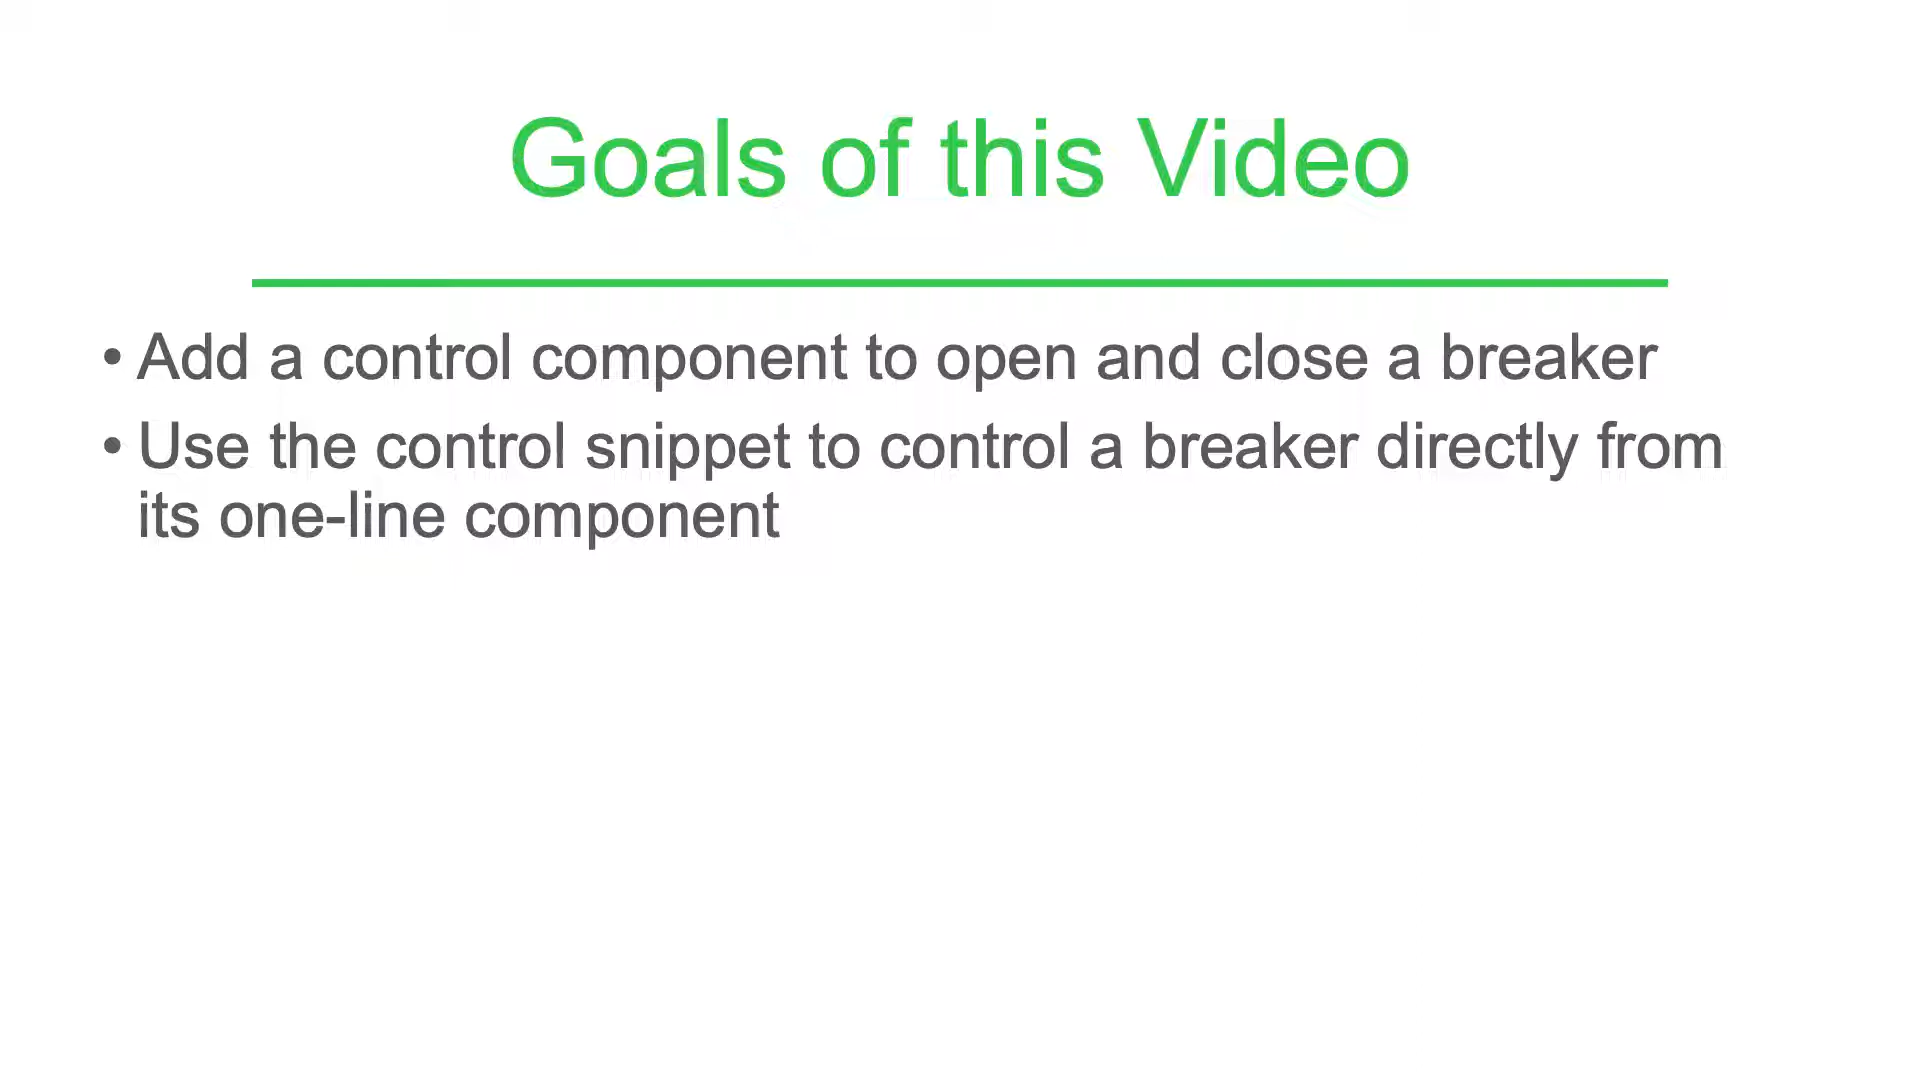 Goals of this Video
• Add a control component to open and close a breaker
• Use the control snippet to control a breaker directly from
its one-line component